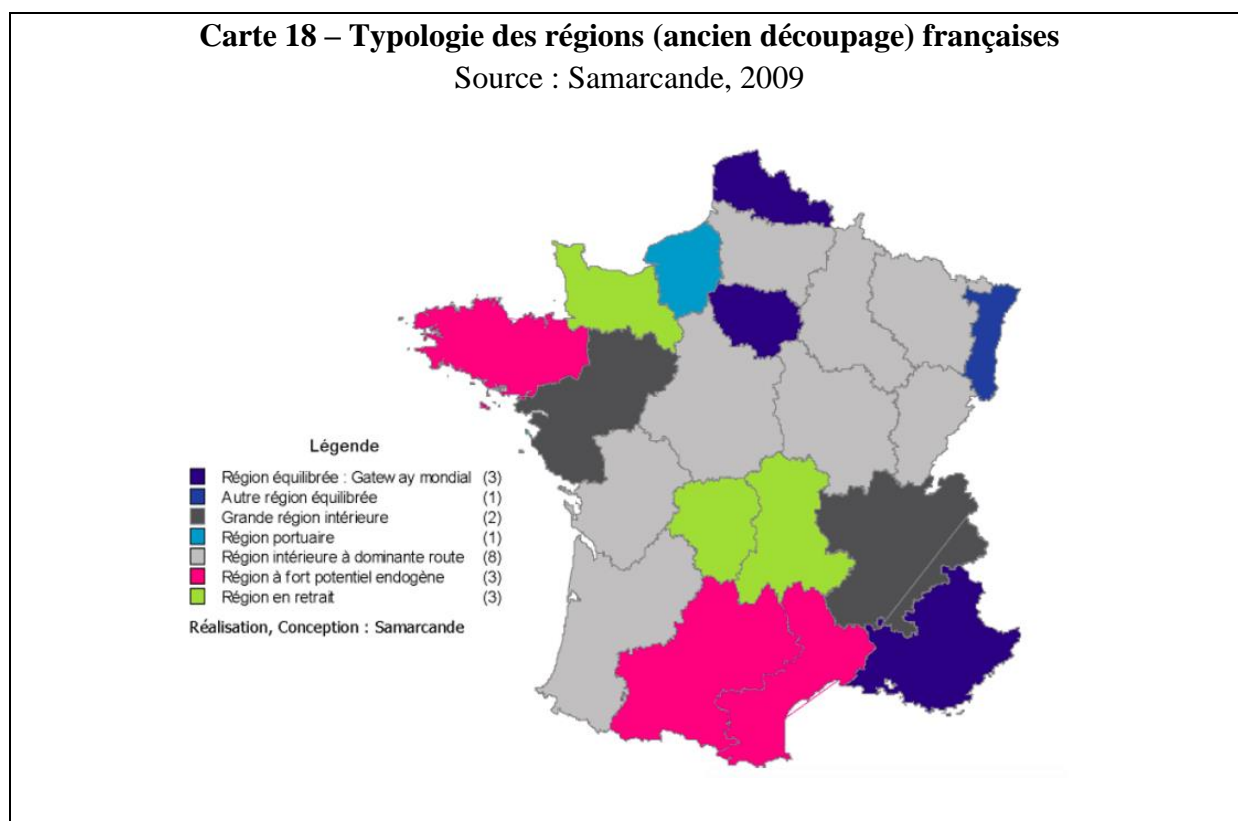 Carte 18 – Typologie des régions (ancien découpage) françaises
Source : Samarcande, 2009
Légende
Région équilibrée : Gatew ay mondial (3)
Autre région équilibrée (1)
Grande région intérieure (2)
Région portuaire (1)
Région intérieure à dominante route (8)
Région à fort potentiel endogène (3)
Région en retrait (3)
Réalisation, Conception : Samarcande